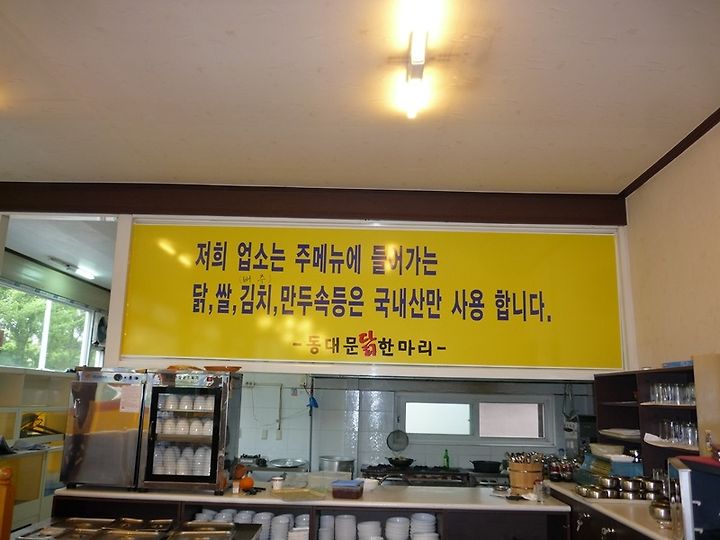 저희 업소는 주메뉴에 들어가는
(배추)
닭,쌀,김치,만두속등은 국내산만 사용 합니다.
-동대문닭한마리-